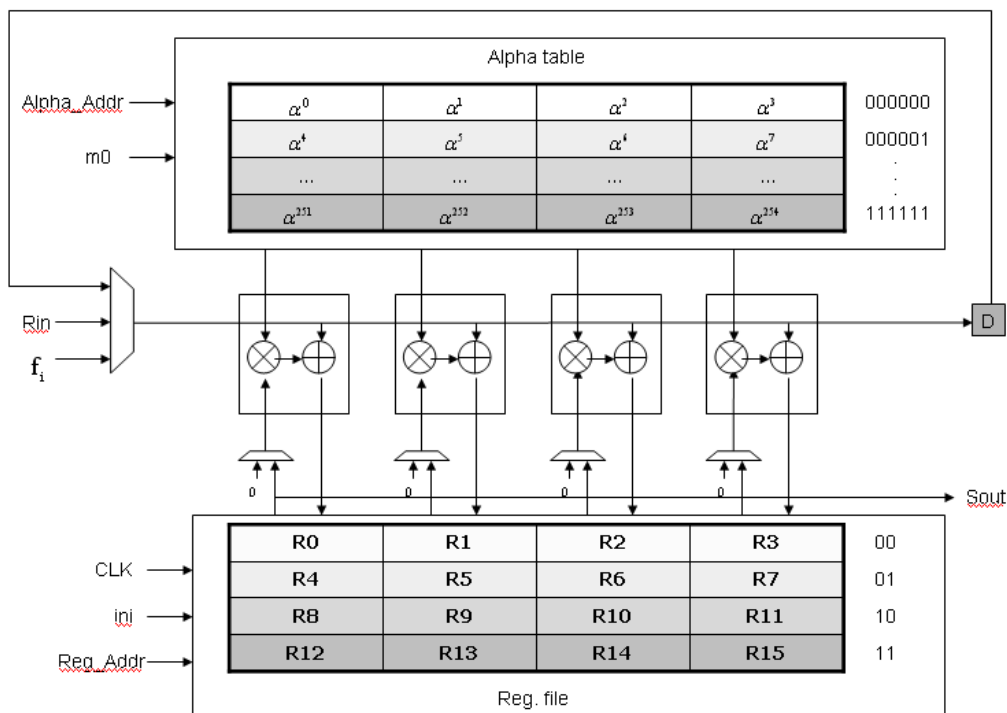 Alpha table
Alpha_Addr
α⁰ α¹ α² α³ 000000
m0
α⁴ α⁵ α⁶ α⁷ 000001
... ... ... ... .
.
.
α²⁵¹ α²⁵² α²⁵³ α²⁵⁴ 111111
Rin
D
fᵢ
0 0 0 0
Sout
R0 R1 R2 R3 00
CLK
R4 R5 R6 R7 01
ini
R8 R9 R10 R11 10
Reg_Addr
R12 R13 R14 R15 11
Reg. file